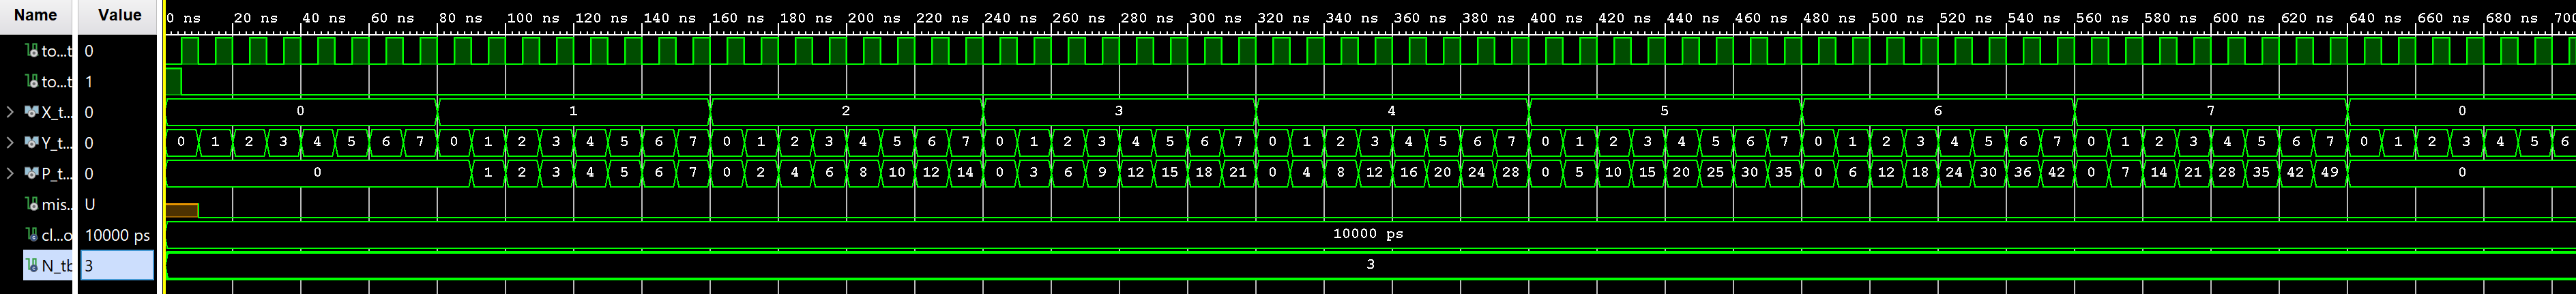 Name Value 0 ns 20 ns 40 ns 60 ns 80 ns 100 ns 120 ns 140 ns 160 ns 180 ns 200 ns 220 ns 240 ns 260 ns 280 ns 300 ns 320 ns 340 ns 360 ns 380 ns 400 ns 420 ns 440 ns 460 ns 480 ns 500 ns 520 ns 540 ns 560 ns 580 ns 600 ns 620 ns 640 ns 660 ns 680 ns 700
to...t 0
to...t 1
X_t... 0 0 1 2 3 4 5 6 7 0
Y_t... 0 0 1 2 3 4 5 6 7 0 1 2 3 4 5 6 7 0 1 2 3 4 5 6 7 0 1 2 3 4 5 6 7 0 1 2 3 4 5 6 7 0 1 2 3 4 5 6 7 0 1 2 3 4 5 6 7 0 1 2 3 4 5 6 7 0 1 2 3 4 5 6
P_t... 0 0 1 2 3 4 5 6 7 0 2 4 6 8 10 12 14 0 3 6 9 12 15 18 21 0 4 8 12 16 20 24 28 0 5 10 15 20 25 30 35 0 6 12 18 24 30 36 42 0 7 14 21 28 35 42 49 0
mis... U
cl...o 10000 ps 10000 ps
N_tb 3 3